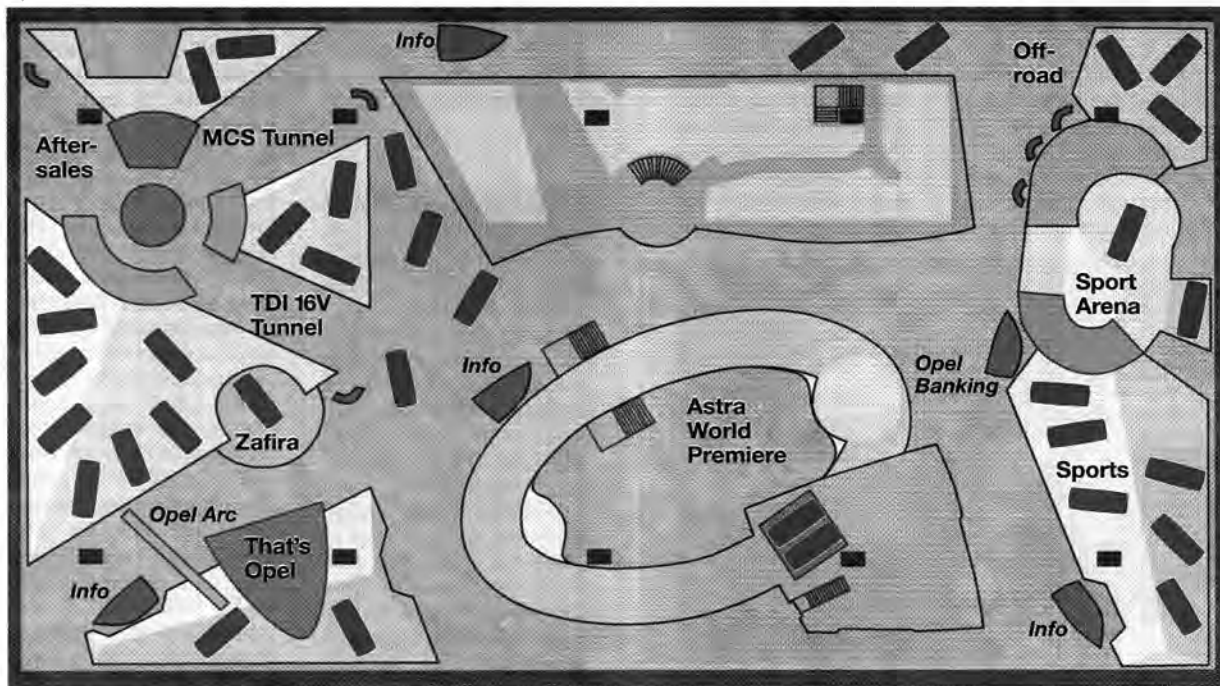 Info
Off-
road
After-
sales
MCS Tunnel
TDI 16V
Tunnel
Sport
Arena
Info
Opel
Banking
Astra
World
Premiere
Zafira
Sports
Opel Arc
That's
Opel
Info
Info